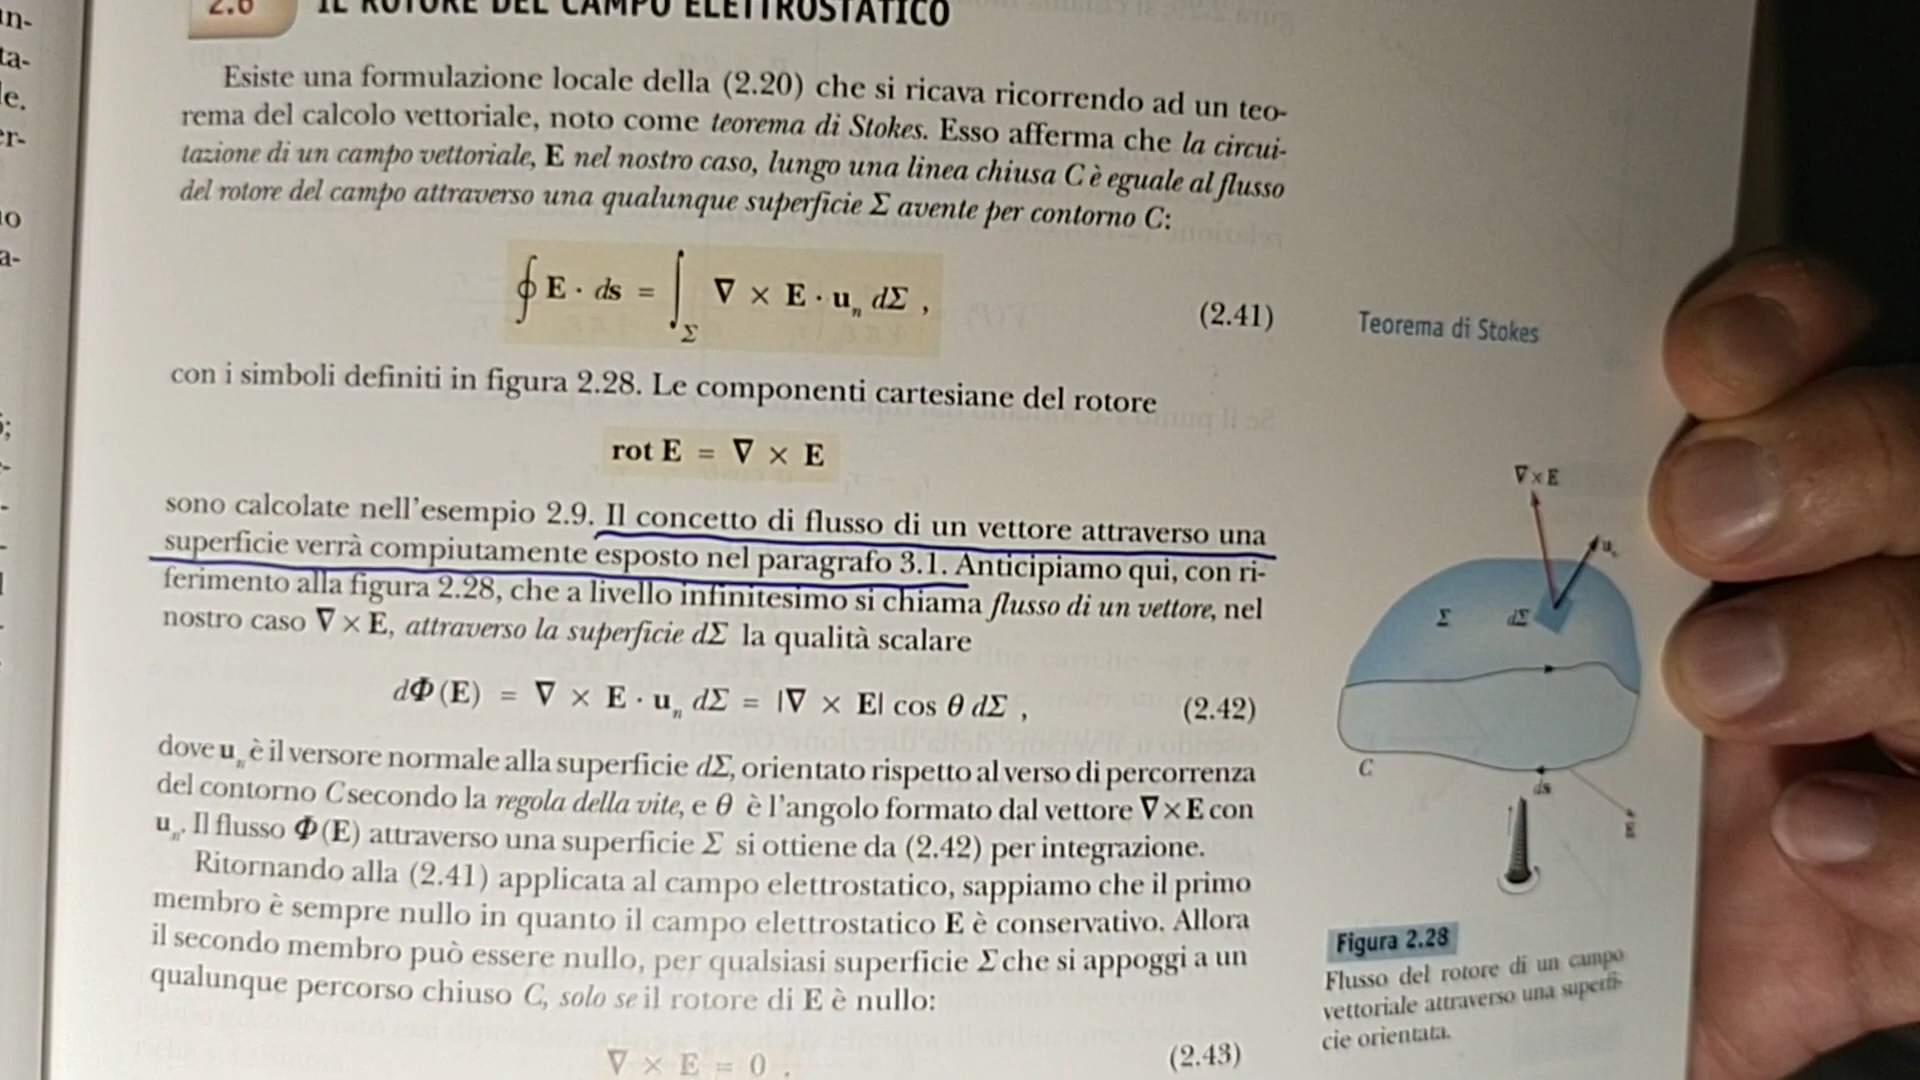 2.6 IL ROTORE DEL CAMPO ELETTROSTATICO
Esiste una formulazione locale della (2.20) che si ricava ricorrendo ad un teo-
rema del calcolo vettoriale, noto come teorema di Stokes. Esso afferma che la circui-
tazione di un campo vettoriale, E nel nostro caso, lungo una linea chiusa C è eguale al flusso
del rotore del campo attraverso una qualunque superficie Σ avente per contorno C:
∮ E · ds = ∫_Σ ∇ × E · u_n dΣ , (2.41)
Teorema di Stokes
con i simboli definiti in figura 2.28. Le componenti cartesiane del rotore
rot E = ∇ × E
sono calcolate nell'esempio 2.9. Il concetto di flusso di un vettore attraverso una
superficie verrà compiutamente esposto nel paragrafo 3.1. Anticipiamo qui, con ri-
ferimento alla figura 2.28, che a livello infinitesimo si chiama flusso di un vettore, nel
nostro caso ∇ × E, attraverso la superficie dΣ la qualità scalare
dΦ(E) = ∇ × E · u_n dΣ = |∇ × E| cos θ dΣ , (2.42)
dove u_n è il versore normale alla superficie dΣ, orientato rispetto al verso di percorrenza
del contorno C secondo la regola della vite, e θ è l'angolo formato dal vettore ∇ × E con
u_n. Il flusso Φ(E) attraverso una superficie Σ si ottiene da (2.42) per integrazione.
Ritornando alla (2.41) applicata al campo elettrostatico, sappiamo che il primo
membro è sempre nullo in quanto il campo elettrostatico E è conservativo. Allora
il secondo membro può essere nullo, per qualsiasi superficie Σ che si appoggi a un
qualunque percorso chiuso C, solo se il rotore di E è nullo:
∇ × E = 0 . (2.43)
∇ × E
u_n
Σ
dΣ
C
ds
E
Figura 2.28
Flusso del rotore di un campo
vettoriale attraverso una superfi-
cie orientata.